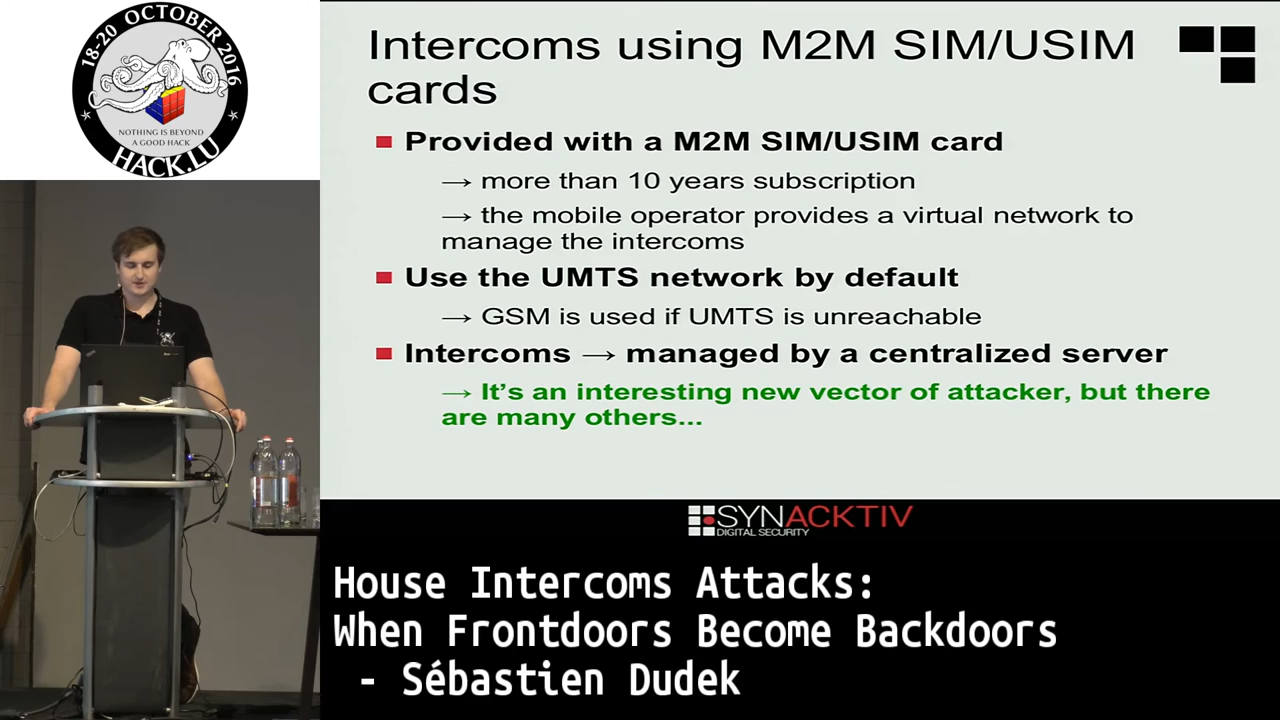 18-20 OCTOBER 2016
NOTHING IS BEYOND
A GOOD HACK
HACK.LU
Intercoms using M2M SIM/USIM
cards
Provided with a M2M SIM/USIM card
→ more than 10 years subscription
→ the mobile operator provides a virtual network to
manage the intercoms
Use the UMTS network by default
→ GSM is used if UMTS is unreachable
Intercoms → managed by a centralized server
→ It's an interesting new vector of attacker, but there
are many others...
SYNACKTIV
DIGITAL SECURITY
House Intercoms Attacks:
When Frontdoors Become Backdoors
- Sébastien Dudek